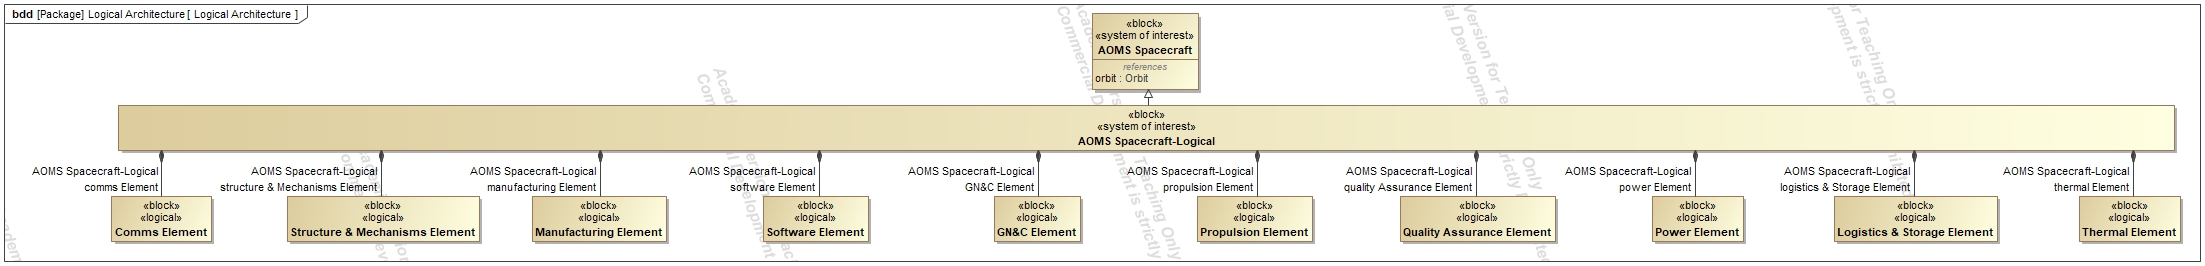 bdd [Package] Logical Architecture [ Logical Architecture ]
«block»
«system of interest»
AOMS Spacecraft
references
orbit : Orbit
«block»
«system of interest»
AOMS Spacecraft-Logical
AOMS Spacecraft-Logical
comms Element
«block»
«logical»
Comms Element
AOMS Spacecraft-Logical
structure & Mechanisms Element
«block»
«logical»
Structure & Mechanisms Element
AOMS Spacecraft-Logical
manufacturing Element
«block»
«logical»
Manufacturing Element
AOMS Spacecraft-Logical
software Element
«block»
«logical»
Software Element
AOMS Spacecraft-Logical
GN&C Element
«block»
«logical»
GN&C Element
AOMS Spacecraft-Logical
propulsion Element
«block»
«logical»
Propulsion Element
AOMS Spacecraft-Logical
quality Assurance Element
«block»
«logical»
Quality Assurance Element
AOMS Spacecraft-Logical
power Element
«block»
«logical»
Power Element
AOMS Spacecraft-Logical
logistics & Storage Element
«block»
«logical»
Logistics & Storage Element
AOMS Spacecraft-Logical
thermal Element
«block»
«logical»
Thermal Element